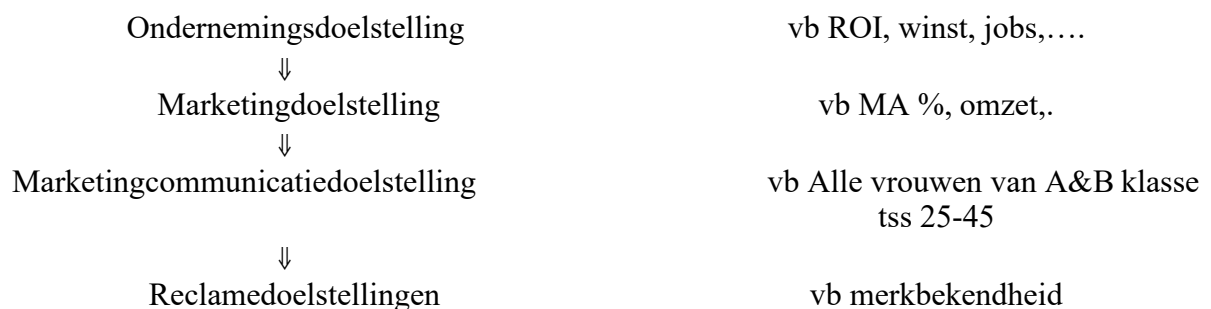 Ondernemingsdoelstelling vb ROI, winst, jobs,….
⇓
Marketingdoelstelling vb MA %, omzet,.
⇓
Marketingcommunicatiedoelstelling vb Alle vrouwen van A&B klasse
tss 25-45
⇓
Reclamedoelstellingen vb merkbekendheid